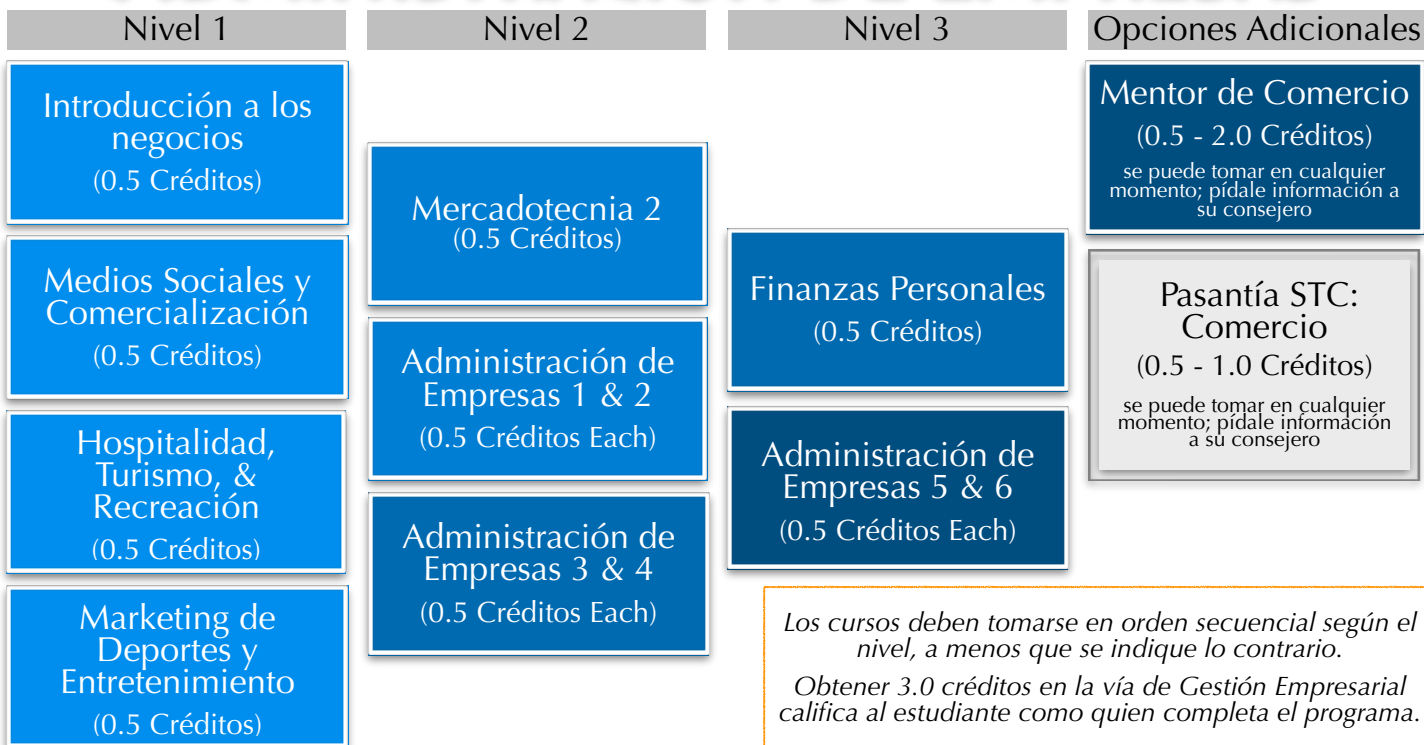 Nivel 1
Introducción a los
negocios
(0.5 Créditos)
Medios Sociales y
Comercialización
(0.5 Créditos)
Hospitalidad,
Turismo, &
Recreación
(0.5 Créditos)
Marketing de
Deportes y
Entretenimiento
(0.5 Créditos)
Nivel 2
Mercadotecnia 2
(0.5 Créditos)
Administración de
Empresas 1 & 2
(0.5 Créditos Each)
Administración de
Empresas 3 & 4
(0.5 Créditos Each)
Nivel 3
Finanzas Personales
(0.5 Créditos)
Administración de
Empresas 5 & 6
(0.5 Créditos Each)
Opciones Adicionales
Mentor de Comercio
(0.5 - 2.0 Créditos)
se puede tomar en cualquier
momento; pídale información a
su consejero
Pasantía STC:
Comercio
(0.5 - 1.0 Créditos)
se puede tomar en cualquier
momento; pídale información
a su consejero
Los cursos deben tomarse en orden secuencial según el
nivel, a menos que se indique lo contrario.
Obtener 3.0 créditos en la vía de Gestión Empresarial
califica al estudiante como quien completa el programa.